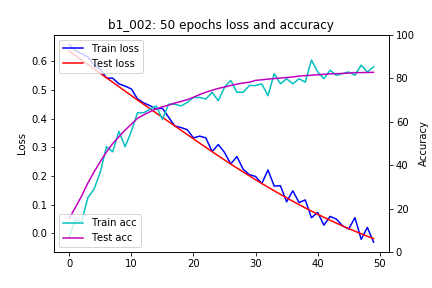 b1_002: 50 epochs loss and accuracy
Train loss
Test loss
Train acc
Test acc
Loss
Accuracy
0.6
0.5
0.4
0.3
0.2
0.1
0.0
100
80
60
40
20
0
0 10 20 30 40 50